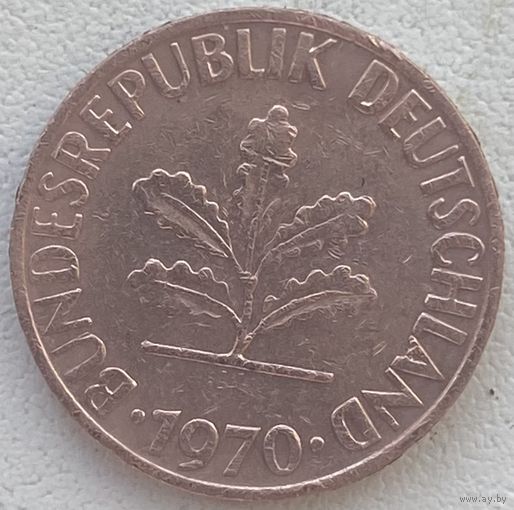 BUNDESREPUBLIK DEUTSCHLAND
· 1970 ·
www.ay.by